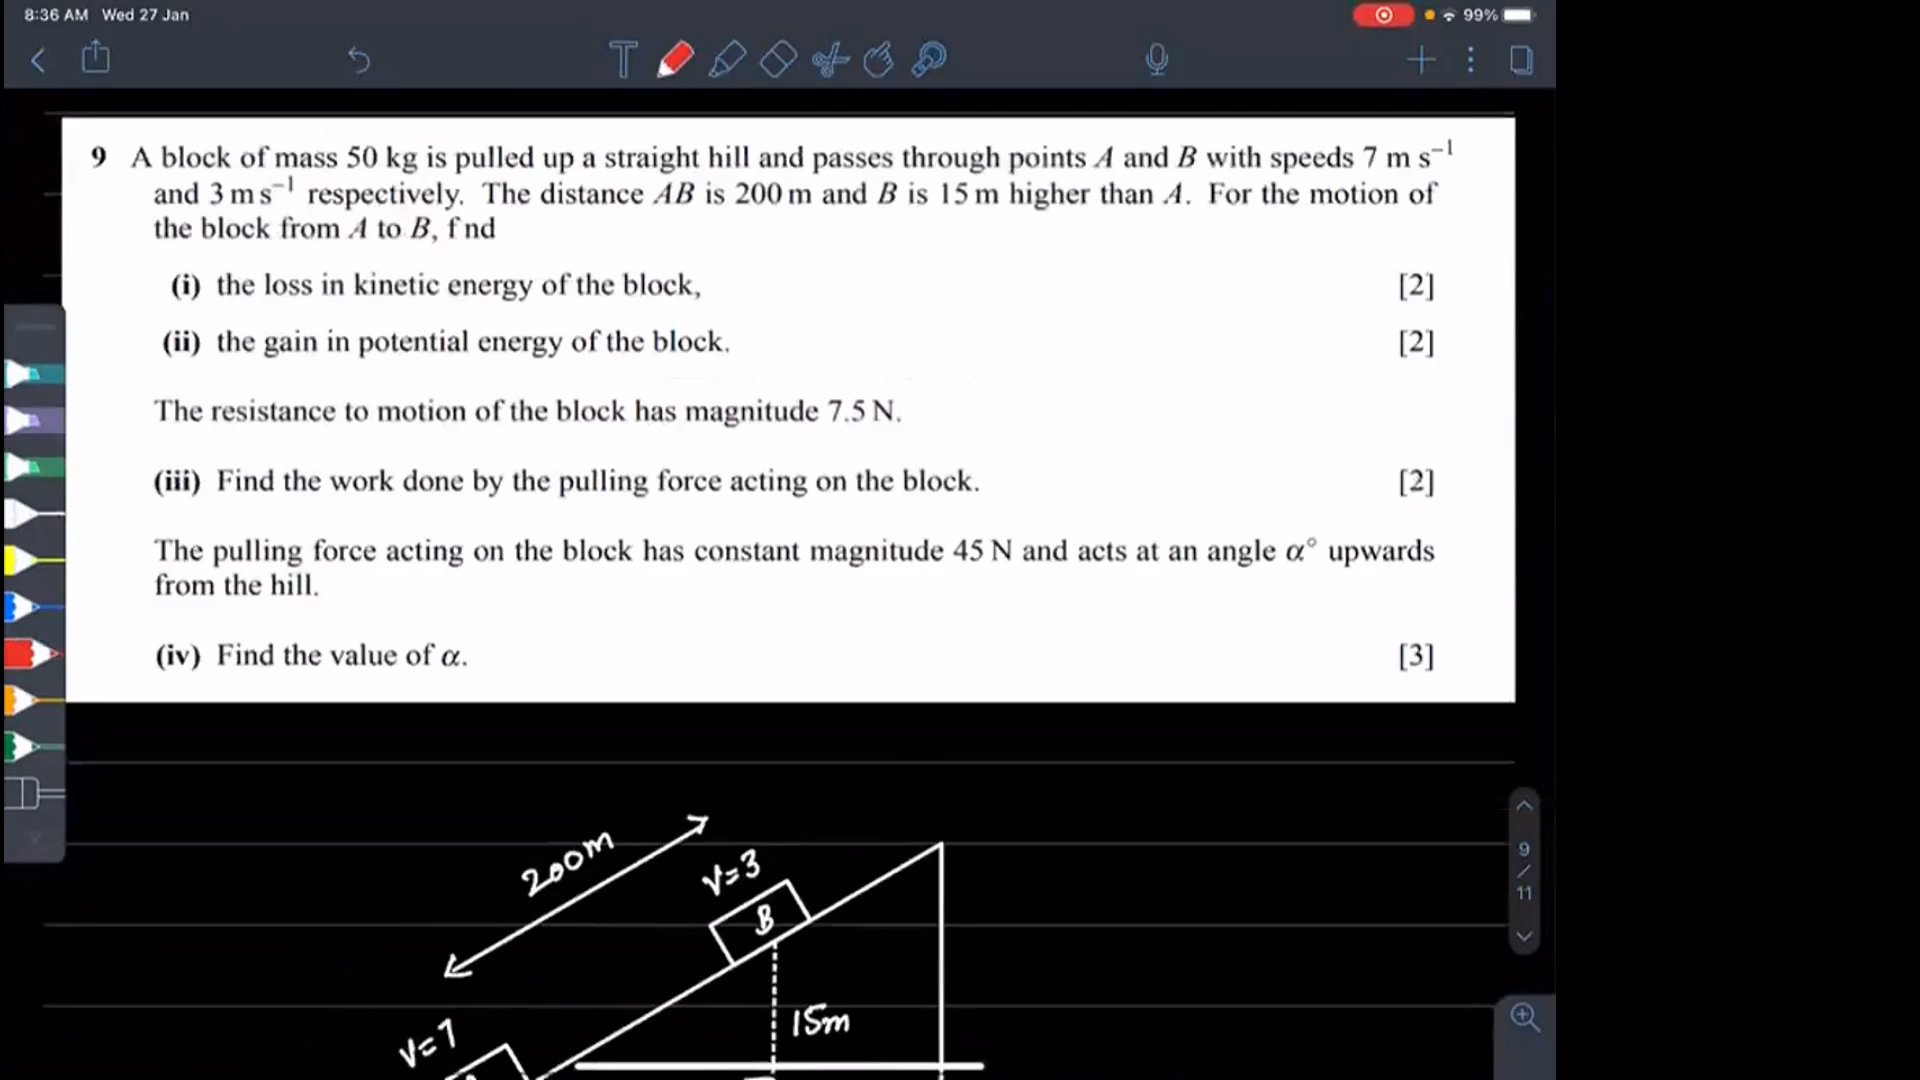 8:36 AM Wed 27 Jan
99%
9 A block of mass 50 kg is pulled up a straight hill and passes through points A and B with speeds 7 m s⁻¹
and 3 m s⁻¹ respectively. The distance AB is 200 m and B is 15 m higher than A. For the motion of
the block from A to B, f nd
(i) the loss in kinetic energy of the block, [2]
(ii) the gain in potential energy of the block. [2]
The resistance to motion of the block has magnitude 7.5 N.
(iii) Find the work done by the pulling force acting on the block. [2]
The pulling force acting on the block has constant magnitude 45 N and acts at an angle α° upwards
from the hill.
(iv) Find the value of α. [3]
200m
V=3
B
15m
V=7
9
/
11